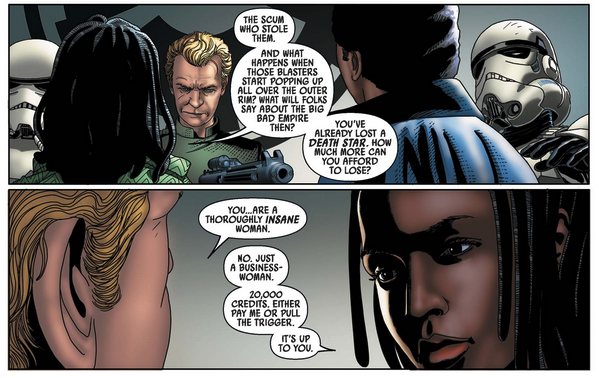 THE SCUM
WHO STOLE
THEM.
AND WHAT
HAPPENS WHEN
THOSE BLASTERS
START POPPING UP
ALL OVER THE OUTER
RIM? WHAT WILL FOLKS
SAY ABOUT THE BIG
BAD EMPIRE
THEN?
YOU'VE
ALREADY LOST A
DEATH STAR. HOW
MUCH MORE CAN
YOU AFFORD
TO LOSE?
YOU...ARE A
THOROUGHLY INSANE
WOMAN.
NO. JUST
A BUSINESS-
WOMAN.
20,000
CREDITS. EITHER
PAY ME OR PULL
THE TRIGGER.
IT'S UP
TO YOU.